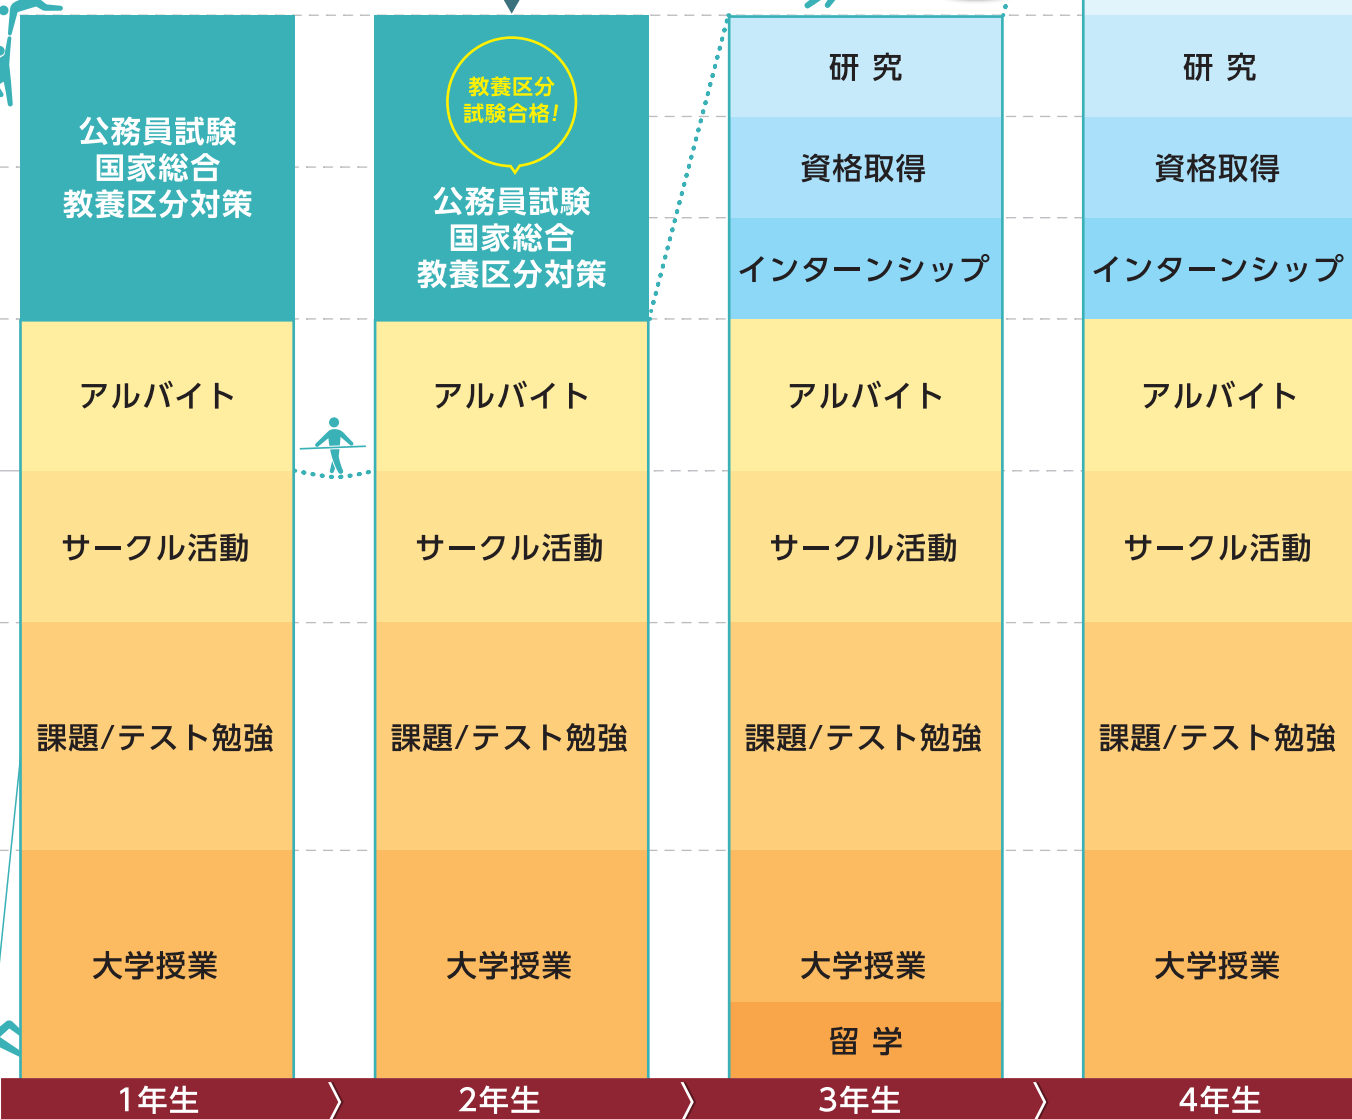 公務員試験
国家総合
教養区分対策
アルバイト
サークル活動
課題/テスト勉強
大学授業
1年生
教養区分
試験合格!
公務員試験
国家総合
教養区分対策
アルバイト
サークル活動
課題/テスト勉強
大学授業
2年生
研 究
資格取得
インターンシップ
アルバイト
サークル活動
課題/テスト勉強
大学授業
留 学
3年生
研 究
資格取得
インターンシップ
アルバイト
サークル活動
課題/テスト勉強
大学授業
4年生